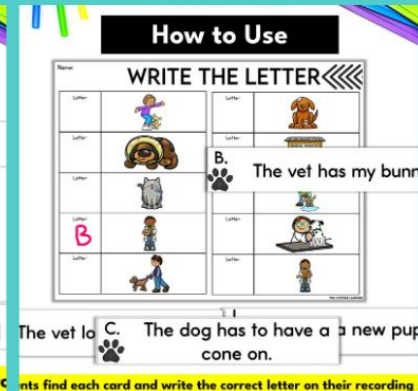 How to Use
Name:
WRITE THE LETTER
Letter:
Letter:
Letter:
Letter:
Letter:
B
Letter:
Letter:
Letter:
B.
The vet has my bunn
The vet lo
C.
The dog has to have a
cone on.
a new pup
ents find each card and write the correct letter on their recording